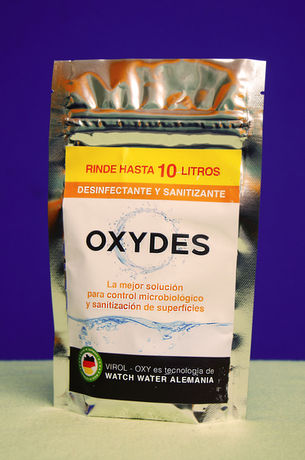 RINDE HASTA 10 LITROS
DESINFECTANTE Y SANITIZANTE
OXYDES
La mejor solución
para control microbiológico
y sanitización de superficies
VIROL - OXY es tecnología de
WATCH WATER ALEMANIA